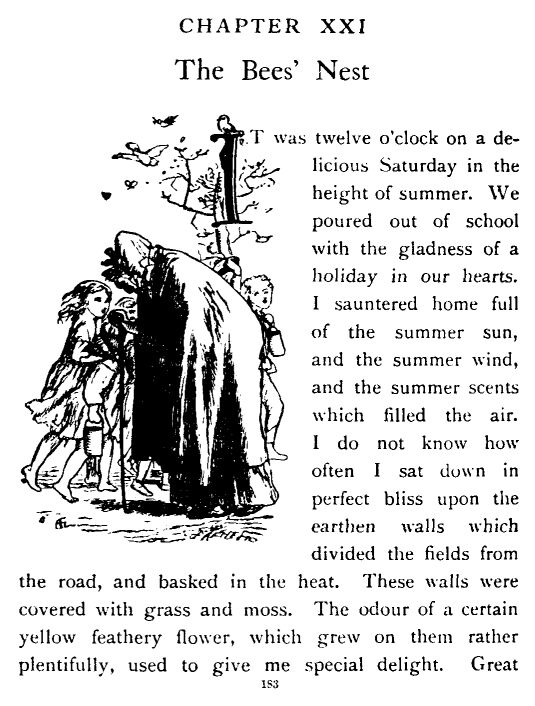 CHAPTER XXI
The Bees' Nest
IT was twelve o'clock on a de-
licious Saturday in the
height of summer. We
poured out of school
with the gladness of a
holiday in our hearts.
I sauntered home full
of the summer sun,
and the summer wind,
and the summer scents
which filled the air.
I do not know how
often I sat down in
perfect bliss upon the
earthen walls which
divided the fields from
the road, and basked in the heat. These walls were
covered with grass and moss. The odour of a certain
yellow feathery flower, which grew on them rather
plentifully, used to give me special delight. Great
183